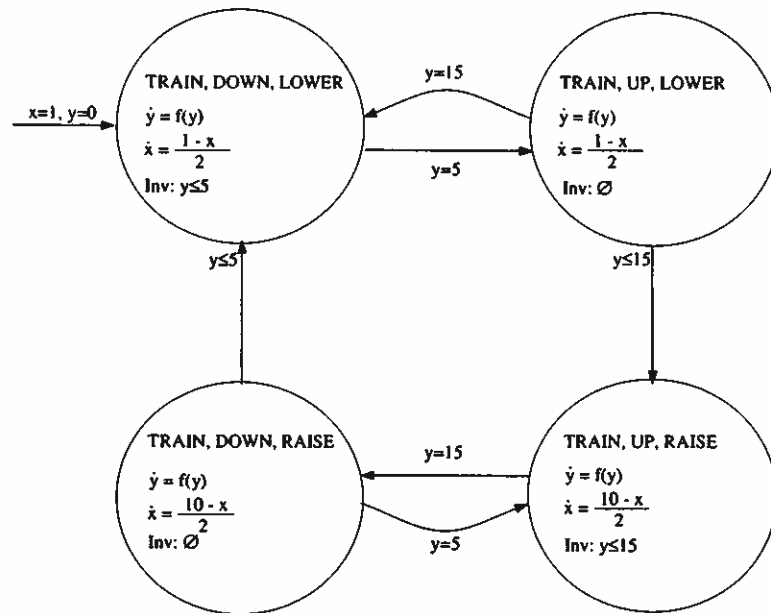 TRAIN, DOWN, LOWER
ẏ = f(y)
ẋ = 1 - x
2
Inv: y≤5
x=1, y=0
y=15
y=5
TRAIN, UP, LOWER
ẏ = f(y)
ẋ = 1 - x
2
Inv: Ø
y≤5
y≤15
TRAIN, DOWN, RAISE
ẏ = f(y)
ẋ = 10 - x
2
Inv: Ø
y=15
y=5
TRAIN, UP, RAISE
ẏ = f(y)
ẋ = 10 - x
2
Inv: y≤15